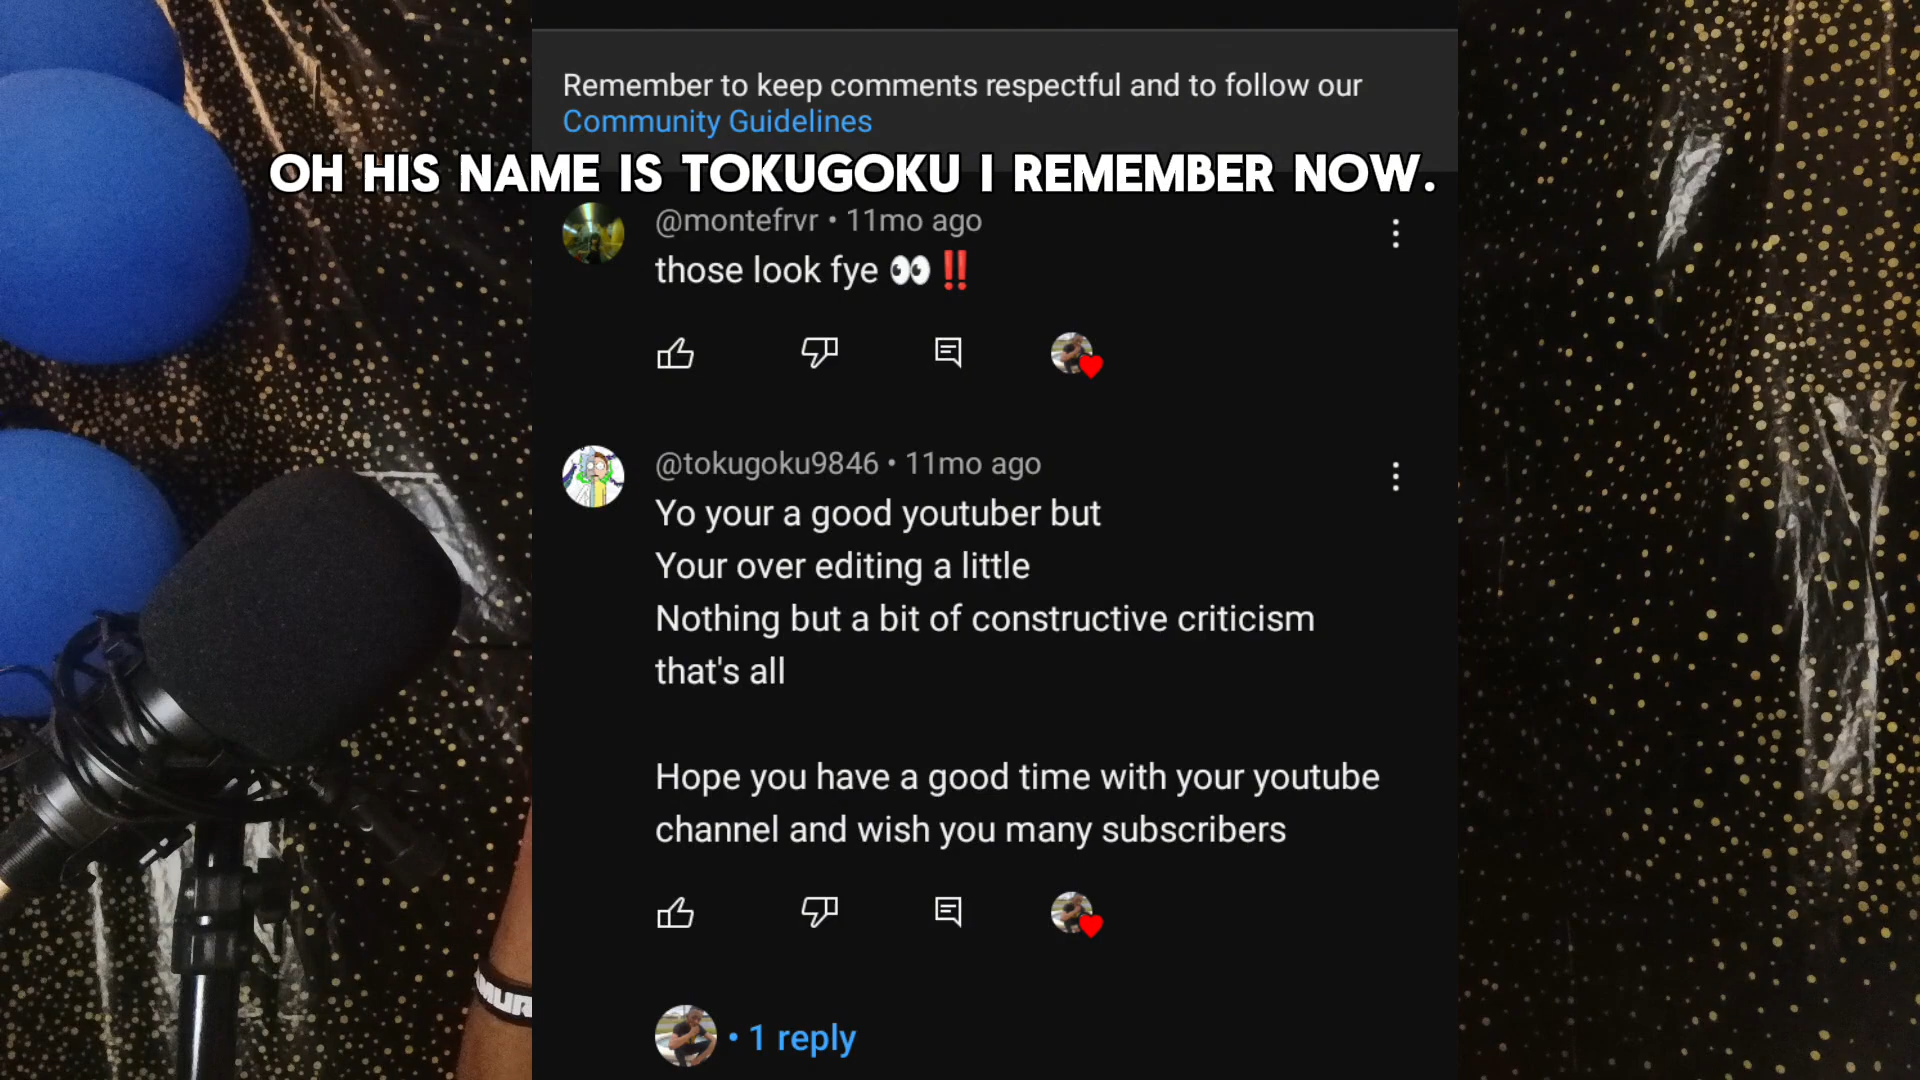 Remember to keep comments respectful and to follow our
Community Guidelines
OH HIS NAME IS TOKUGOKU I REMEMBER NOW.
@montefrvr • 11mo ago
those look fye 👀‼️
@tokugoku9846 • 11mo ago
Yo your a good youtuber but
Your over editing a little
Nothing but a bit of constructive criticism
that's all
Hope you have a good time with your youtube
channel and wish you many subscribers
• 1 reply